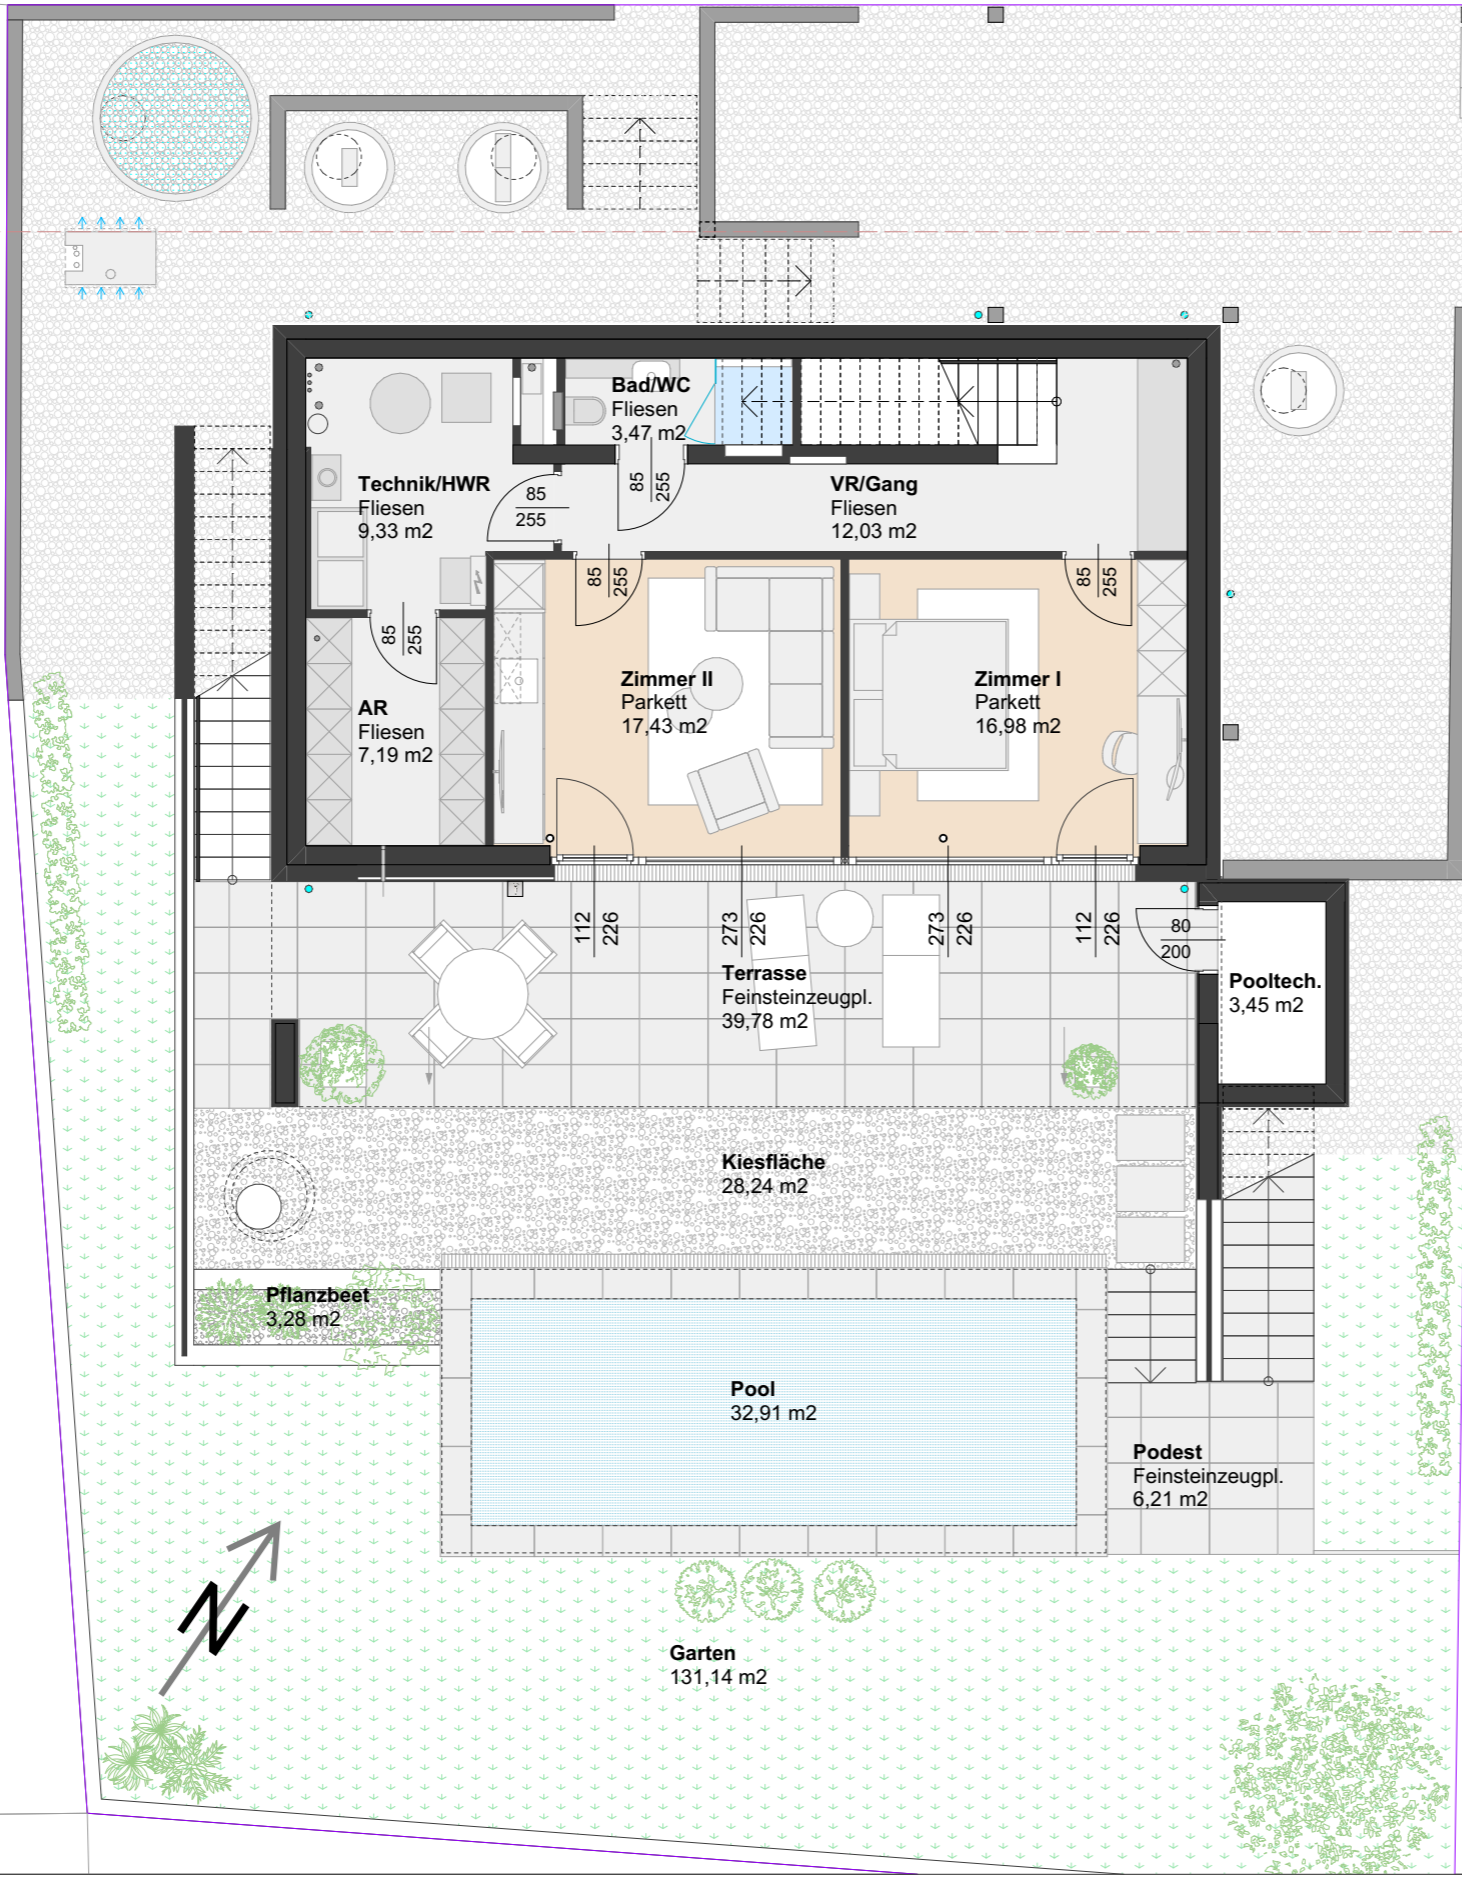 Bad/WC
Fliesen
3,47 m2
85
255
Technik/HWR
Fliesen
9,33 m2
85
255
VR/Gang
Fliesen
12,03 m2
85
255
85
255
85
255
Zimmer II
Parkett
17,43 m2
Zimmer I
Parkett
16,98 m2
AR
Fliesen
7,19 m2
112
226
273
226
273
226
112
226
80
200
Terrasse
Feinsteinzeugpl.
39,78 m2
Pooltech.
3,45 m2
Kiesfläche
28,24 m2
Pflanzbeet
3,28 m2
Pool
32,91 m2
Podest
Feinsteinzeugpl.
6,21 m2
N
Garten
131,14 m2